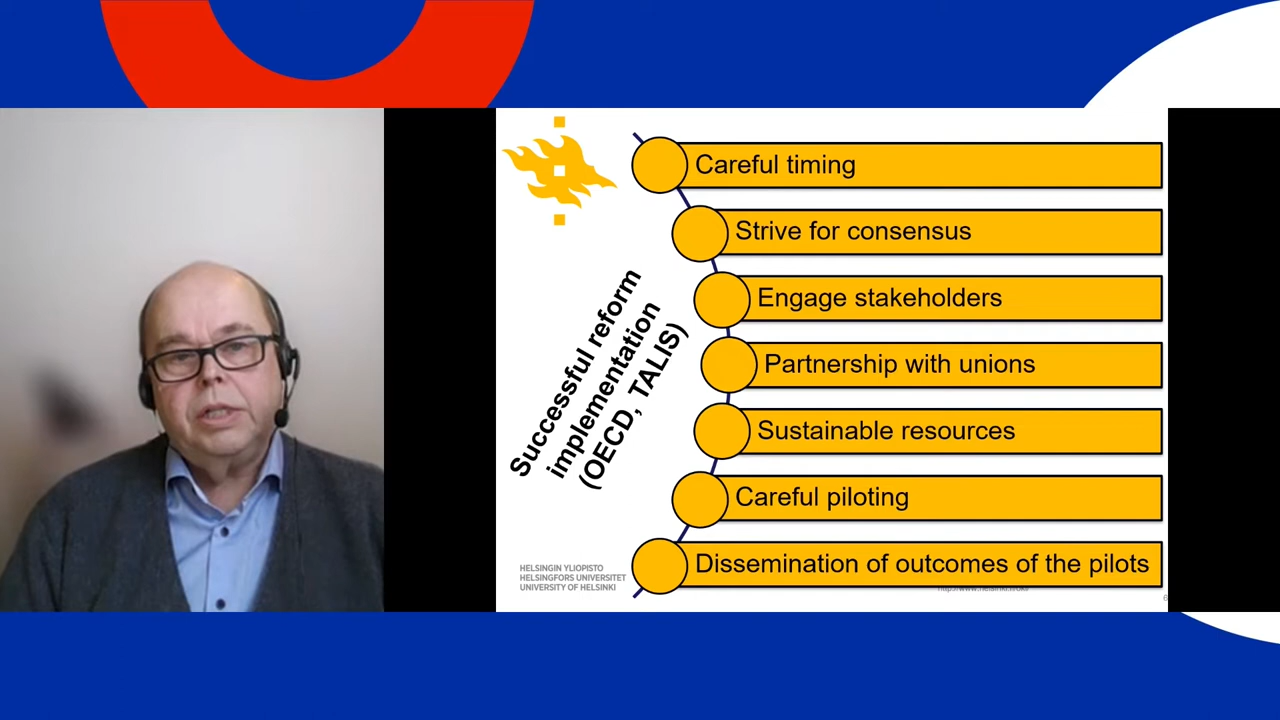 Careful timing
Strive for consensus
Engage stakeholders
Partnership with unions
Sustainable resources
Careful piloting
Dissemination of outcomes of the pilots
Successful reform
implementation
(OECD, TALIS)
HELSINGIN YLIOPISTO
HELSINGFORS UNIVERSITET
UNIVERSITY OF HELSINKI
6